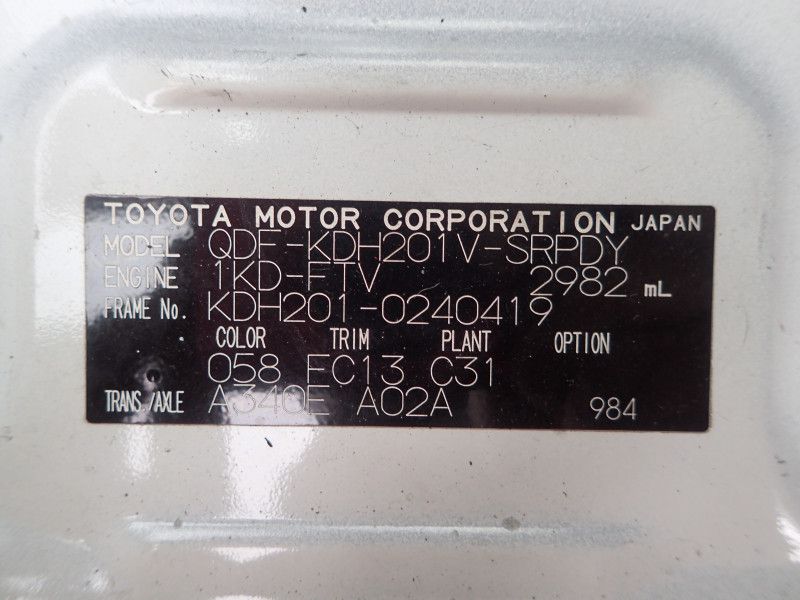 TOYOTA MOTOR CORPORATION JAPAN
MODEL QDF-KDH201V-SRPDY
ENGINE 1KD-FTV 2982 mL
FRAME No. KDH201-0240419
COLOR TRIM PLANT OPTION
058 EC13 C31
TRANS./AXLE A340E A02A 984